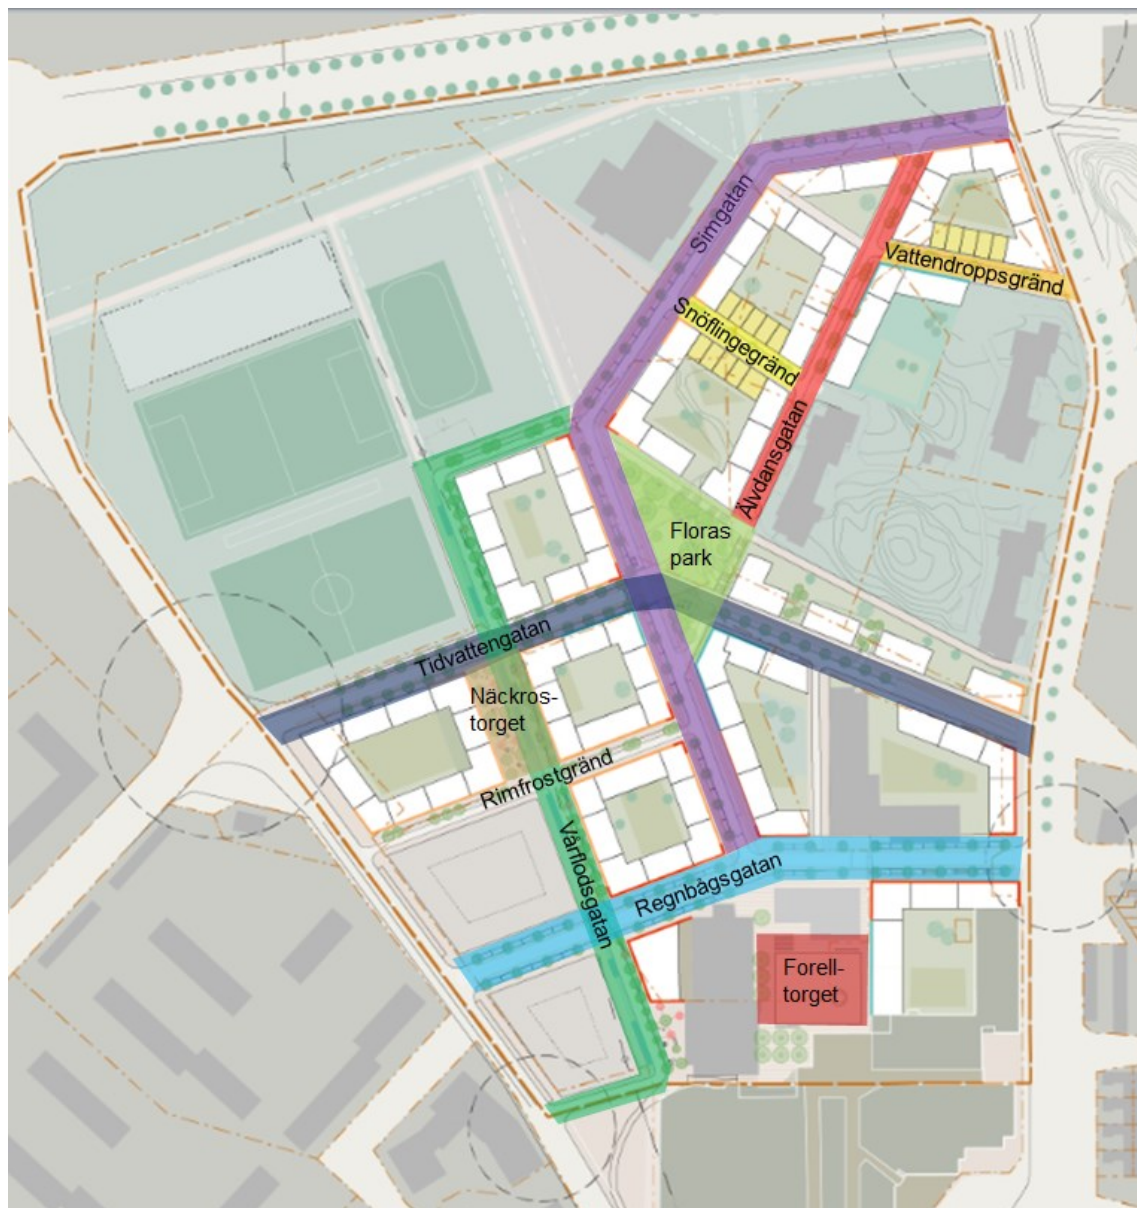 Simgatan
Vattendroppsgränd
Snöflingegränd
Älvdansgatan
Floras
park
Tidvattengatan
Näckros-
torget
Rimfrostgränd
Vårflodsgatan
Regnbågsgatan
Forell-
torget